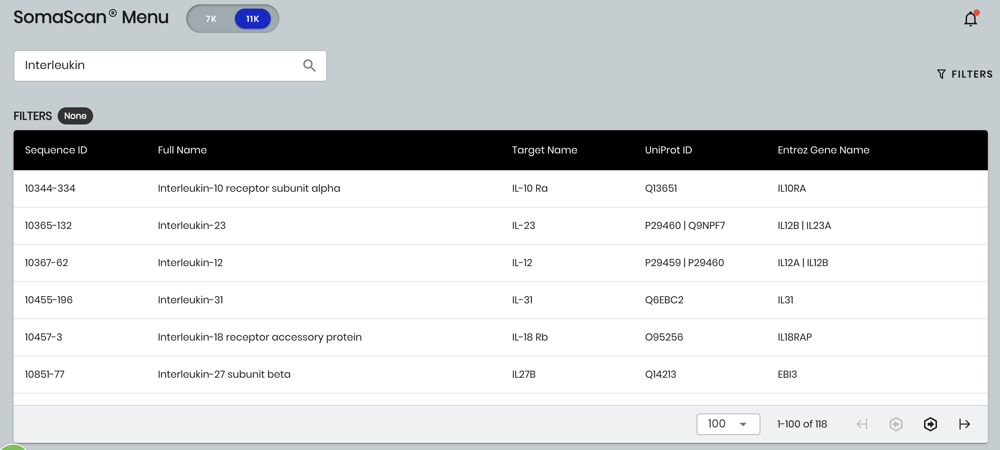 SomaScan® Menu 7K 11K
Interleukin
FILTERS
FILTERS None
Sequence ID Full Name Target Name UniProt ID Entrez Gene Name
10344-334 Interleukin-10 receptor subunit alpha IL-10 Ra Q13651 IL10RA
10365-132 Interleukin-23 IL-23 P29460 | Q9NPF7 IL12B | IL23A
10367-62 Interleukin-12 IL-12 P29459 | P29460 IL12A | IL12B
10455-196 Interleukin-31 IL-31 Q6EBC2 IL31
10457-3 Interleukin-18 receptor accessory protein IL-18 Rb O95256 IL18RAP
10851-77 Interleukin-27 subunit beta IL27B Q14213 EBI3
100 1-100 of 118